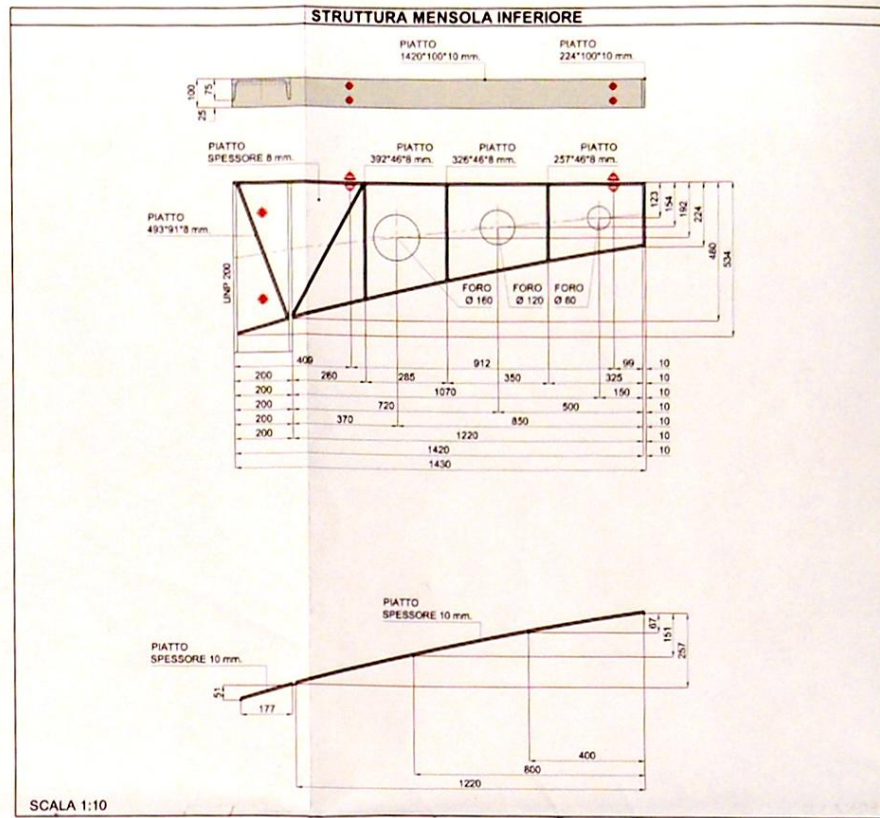 STRUTTURA MENSOLA INFERIORE
PIATTO
1420*100*10 mm.
PIATTO
224*100*10 mm.
100
75
25
PIATTO
SPESSORE 8 mm.
PIATTO
392*46*8 mm.
PIATTO
326*46*8 mm.
PIATTO
257*46*8 mm.
PIATTO
493*91*8 mm.
UNP 200
123
154
192
224
480
534
FORO
Ø 160
FORO
Ø 120
FORO
Ø 80
409
912
99
10
200
260
285
350
325
10
200
1070
150
10
200
720
500
10
200
370
850
10
200
1220
10
1420
10
1430
PIATTO
SPESSORE 10 mm.
PIATTO
SPESSORE 10 mm.
67
151
257
51
177
400
800
1220
SCALA 1:10